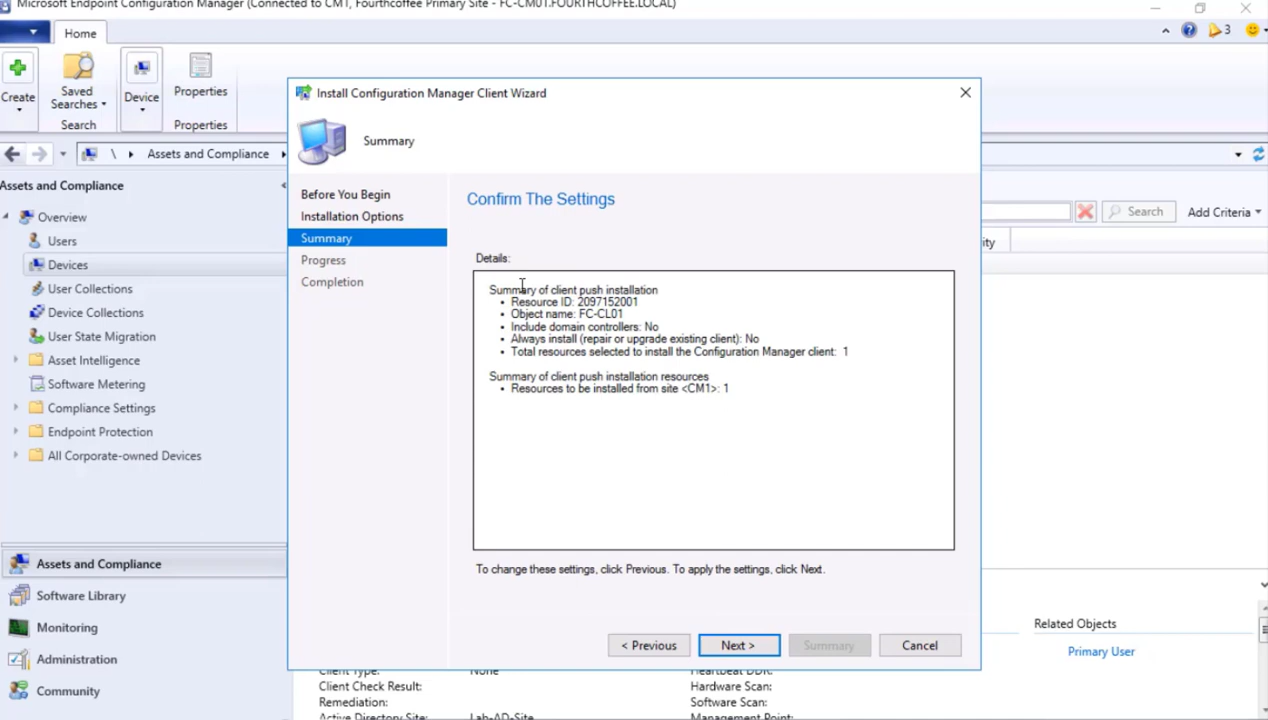 Microsoft Endpoint Configuration Manager (Connected to CM1, Fourthcoffee Primary Site - FC-CM01.FOURTHCOFFEE.LOCAL)
Home
3
Create
Saved Searches
Device
Properties
Search
Properties
\ Assets and Compliance
Search
Add Criteria
Assets and Compliance
Overview
Users
Devices
User Collections
Device Collections
User State Migration
Asset Intelligence
Software Metering
Compliance Settings
Endpoint Protection
All Corporate-owned Devices
Assets and Compliance
Software Library
Monitoring
Administration
Community
Install Configuration Manager Client Wizard
Summary
Before You Begin
Installation Options
Summary
Progress
Completion
Confirm The Settings
Details:
Summary of client push installation
• Resource ID: 2097152001
• Object name: FC-CL01
• Include domain controllers: No
• Always install (repair or upgrade existing client): No
• Total resources selected to install the Configuration Manager client: 1
Summary of client push installation resources
• Resources to be installed from site <CM1>: 1
To change these settings, click Previous. To apply the settings, click Next.
< Previous
Next >
Summary
Cancel
ity
Related Objects
Primary User
Client Type: None
Heartbeat DDR:
Client Check Result:
Hardware Scan:
Remediation:
Software Scan:
Active Directory Site: Lab-AD-Site
Management Point: